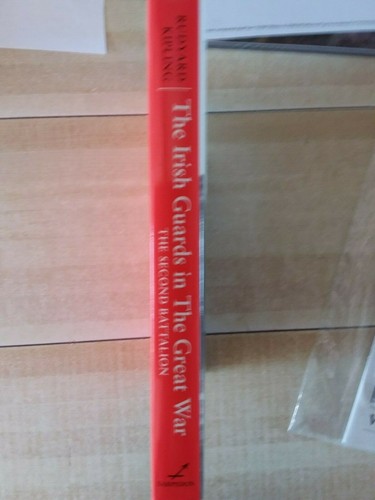 RUDYARD
KIPLING
The Irish Guards in The Great War
THE SECOND BATTALION